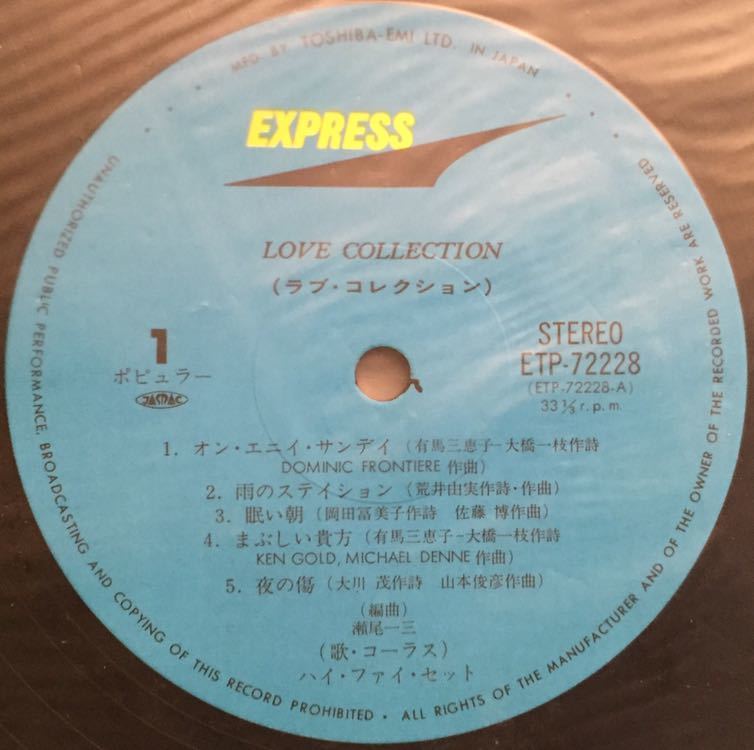 MFD. BY TOSHIBA-EMI LTD. IN JAPAN
EXPRESS
LOVE COLLECTION
(ラブ・コレクション)
1
ポピュラー
JASRAC
STEREO
ETP-72228
(ETP-72228-A)
33 1/3 r.p.m.
1. オン・エニイ・サンデイ (有馬三恵子–大橋一枝作詩
DOMINIC FRONTIERE 作曲)
2. 雨のステイション (荒井由実作詩・作曲)
3. 眠い朝 (岡田冨美子作詩 佐藤 博作曲)
4. まぶしい貴方 (有馬三恵子–大橋一枝作詩
KEN GOLD, MICHAEL DENNE 作曲)
5. 夜の傷 (大川 茂作詩 山本俊彦作曲)
(編曲)
瀬尾一三
(歌・コーラス)
ハイ・ファイ・セット
UNAUTHORIZED PUBLIC PERFORMANCE, BROADCASTING AND COPYING OF THIS RECORD PROHIBITED • ALL RIGHTS OF THE MANUFACTURER AND OF THE OWNER OF THE RECORDED WORK ARE RESERVED